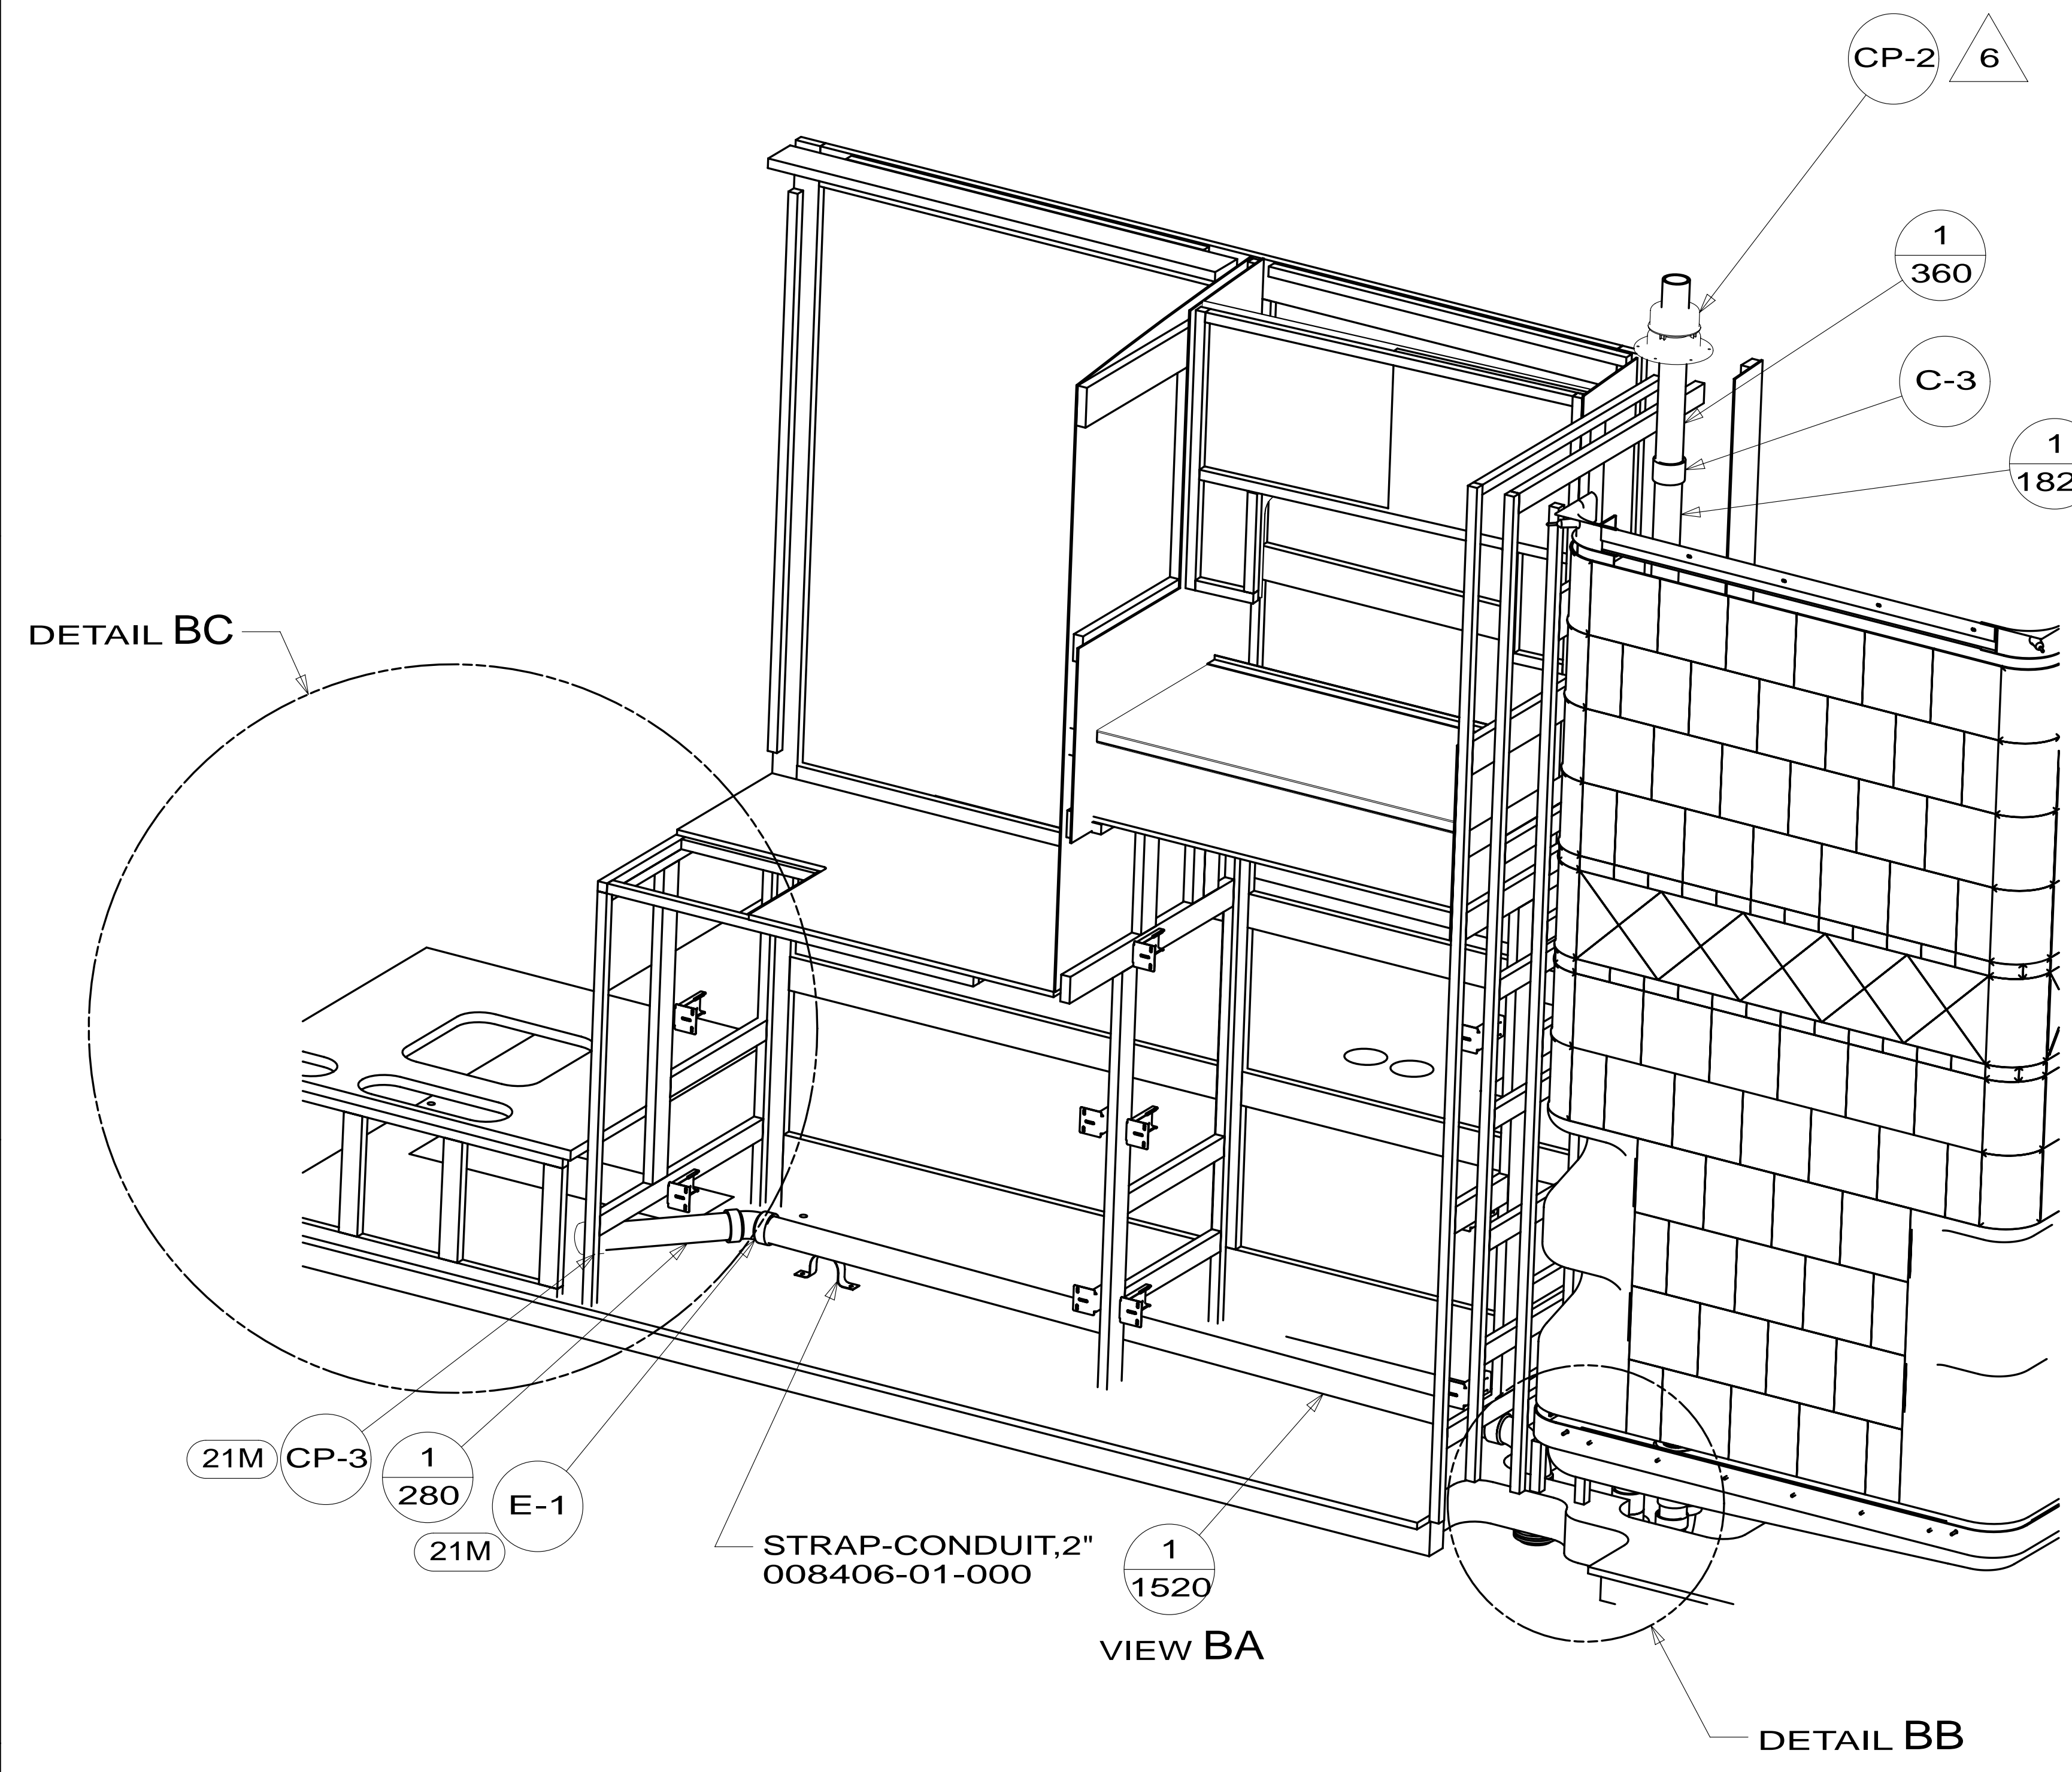 CP-2
6
1
360
C-3
1
182
DETAIL BC
21M
CP-3
1
280
E-1
21M
STRAP-CONDUIT,2"
008406-01-000
1
1520
VIEW BA
DETAIL BB